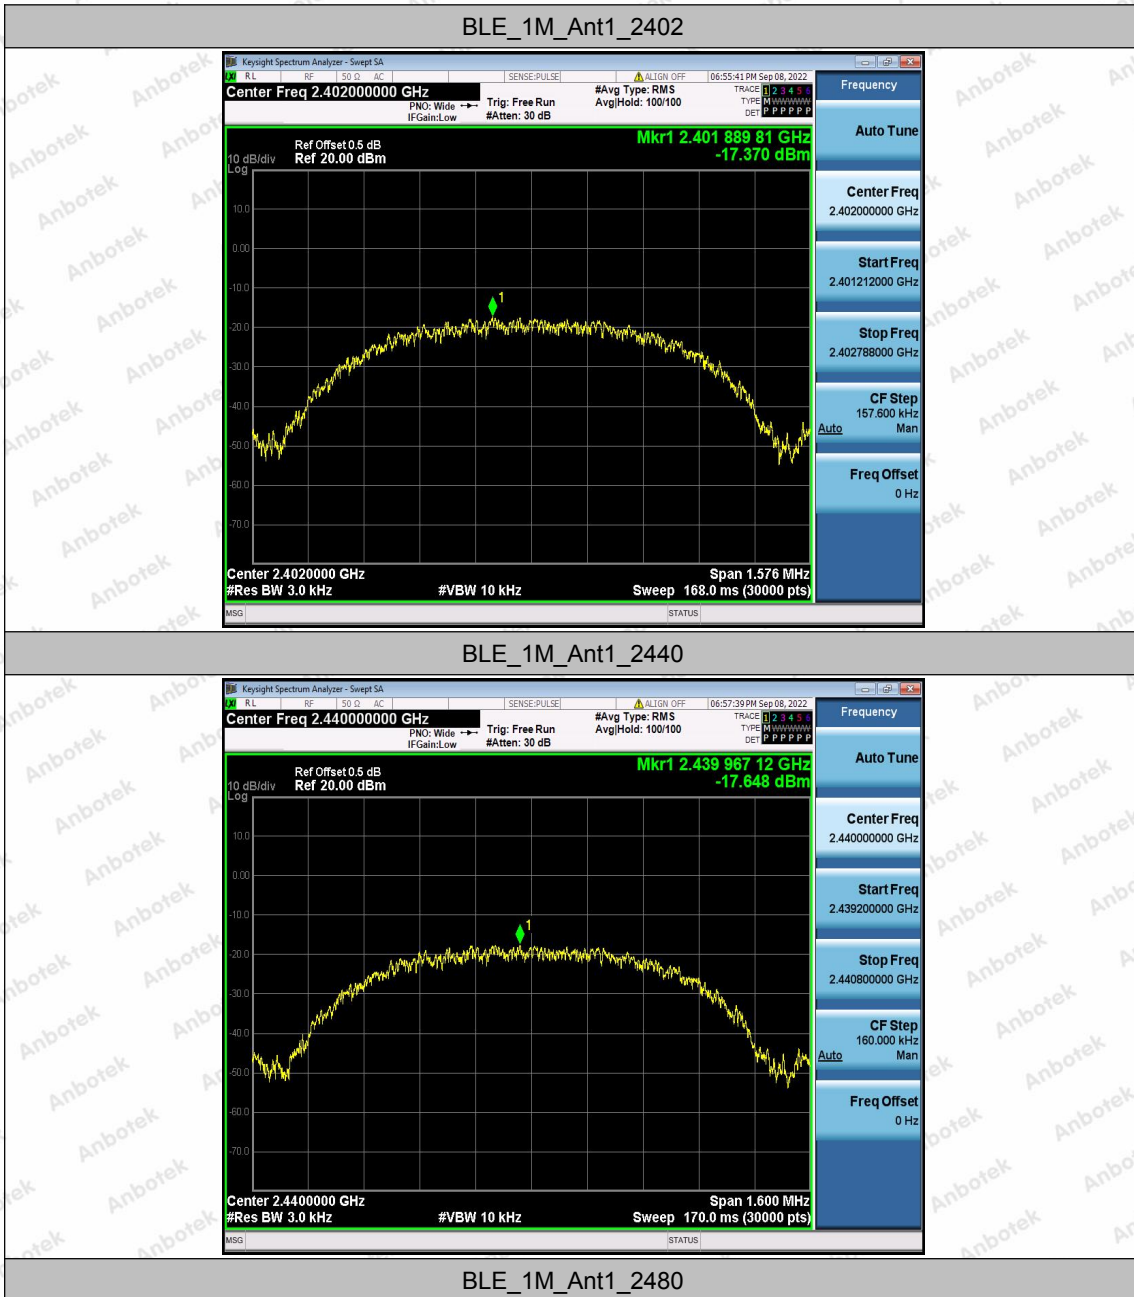 BLE_1M_Ant1_2402
Keysight Spectrum Analyzer - Swept SA
LXI RL RF 50 Ω AC SENSE:PULSE ALIGN OFF 06:55:41 PM Sep 08, 2022
Center Freq 2.402000000 GHz
PNO: Wide
IFGain:Low
Trig: Free Run
#Atten: 30 dB
#Avg Type: RMS
Avg|Hold: 100/100
TRACE 1 2 3 4 5 6
TYPE M W W W W W
DET P P P P P P
Frequency
Mkr1 2.401 889 81 GHz
-17.370 dBm
Ref Offset 0.5 dB
10 dB/div Ref 20.00 dBm
Log
10.0
0.00
-10.0
-20.0
-30.0
-40.0
-50.0
-60.0
-70.0
1
Center 2.4020000 GHz Span 1.576 MHz
#Res BW 3.0 kHz #VBW 10 kHz Sweep 168.0 ms (30000 pts)
MSG STATUS
Auto Tune
Center Freq
2.402000000 GHz
Start Freq
2.401212000 GHz
Stop Freq
2.402788000 GHz
CF Step
157.600 kHz
Auto Man
Freq Offset
0 Hz
BLE_1M_Ant1_2440
Keysight Spectrum Analyzer - Swept SA
LXI RL RF 50 Ω AC SENSE:PULSE ALIGN OFF 06:57:39 PM Sep 08, 2022
Center Freq 2.440000000 GHz
PNO: Wide
IFGain:Low
Trig: Free Run
#Atten: 30 dB
#Avg Type: RMS
Avg|Hold: 100/100
TRACE 1 2 3 4 5 6
TYPE M W W W W W
DET P P P P P P
Frequency
Mkr1 2.439 967 12 GHz
-17.648 dBm
Ref Offset 0.5 dB
10 dB/div Ref 20.00 dBm
Log
10.0
0.00
-10.0
-20.0
-30.0
-40.0
-50.0
-60.0
-70.0
1
Center 2.4400000 GHz Span 1.600 MHz
#Res BW 3.0 kHz #VBW 10 kHz Sweep 170.0 ms (30000 pts)
MSG STATUS
Auto Tune
Center Freq
2.440000000 GHz
Start Freq
2.439200000 GHz
Stop Freq
2.440800000 GHz
CF Step
160.000 kHz
Auto Man
Freq Offset
0 Hz
BLE_1M_Ant1_2480
Anbotek